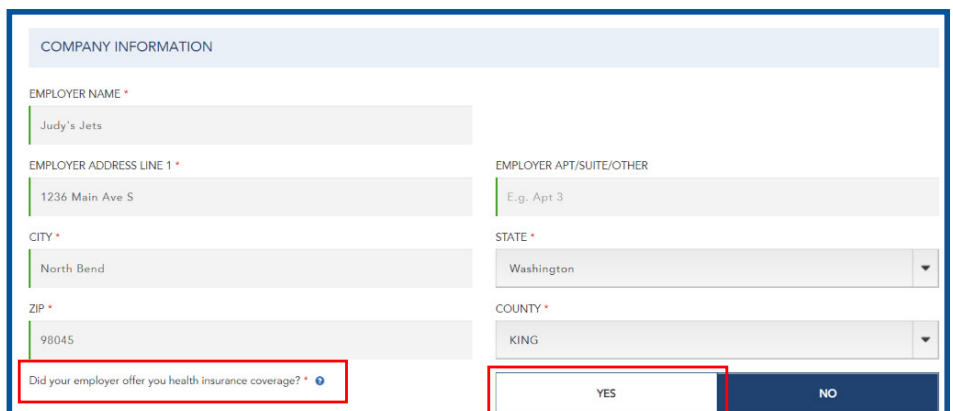 COMPANY INFORMATION
EMPLOYER NAME *
Judy's Jets
EMPLOYER ADDRESS LINE 1 *
EMPLOYER APT/SUITE/OTHER
1236 Main Ave S
E.g. Apt 3
CITY *
STATE *
North Bend
Washington
ZIP *
COUNTY *
98045
KING
Did your employer offer you health insurance coverage? * ?
YES
NO